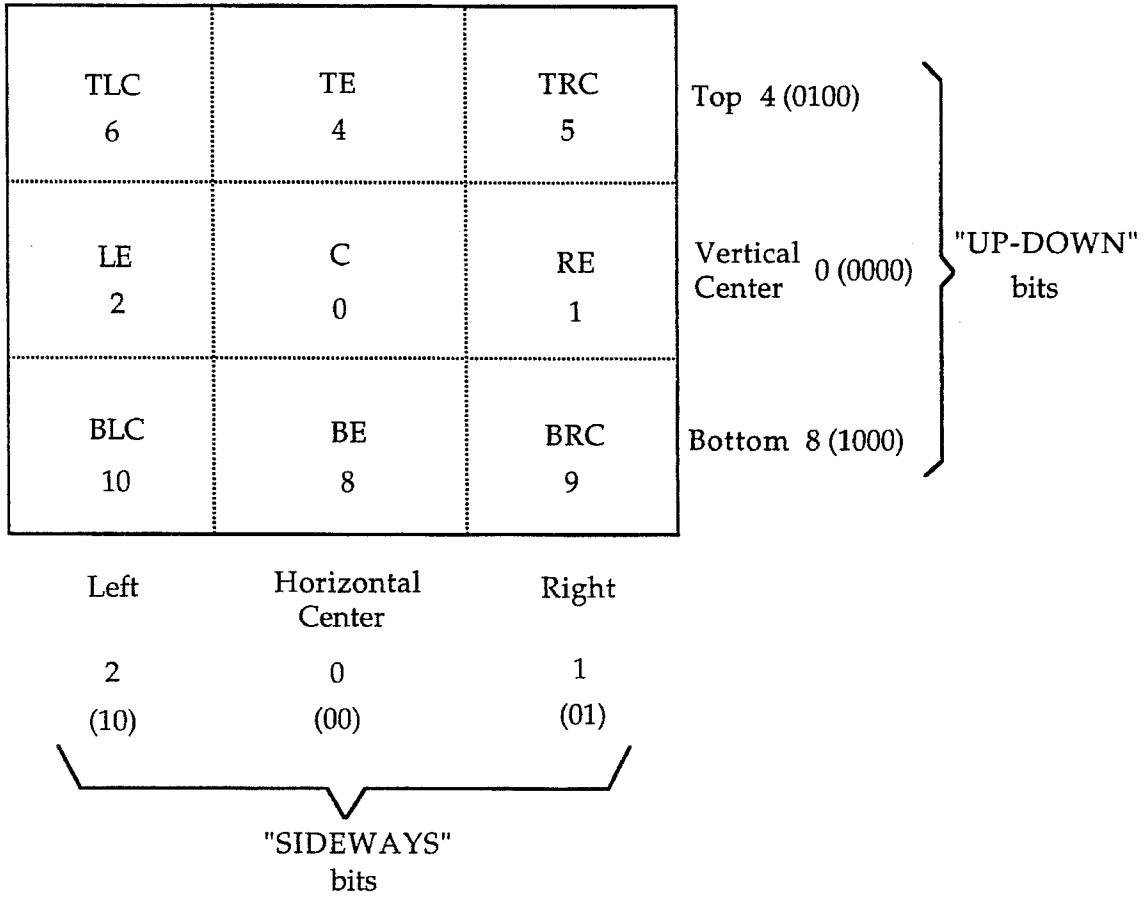 TLC TE TRC
6 4 5
Top 4 (0100)
LE C RE
2 0 1
Vertical
Center 0 (0000)
"UP-DOWN"
bits
BLC BE BRC
10 8 9
Bottom 8 (1000)
Left Horizontal Right
Center
2 0 1
(10) (00) (01)
"SIDEWAYS"
bits